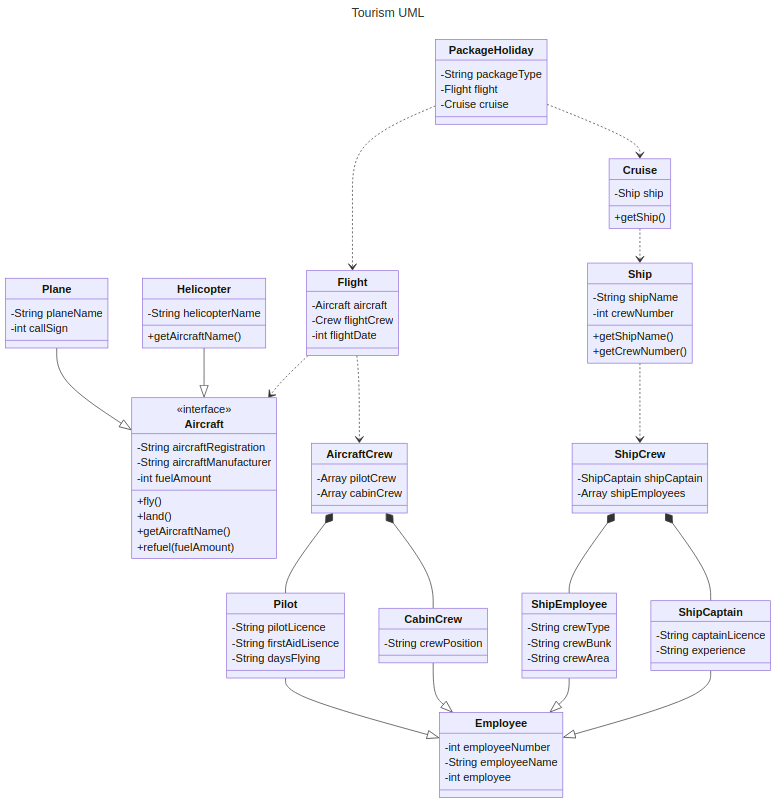 Tourism UML
PackageHoliday
-String packageType
-Flight flight
-Cruise cruise
Cruise
-Ship ship
+getShip()
Plane
-String planeName
-int callSign
Helicopter
-String helicopterName
+getAircraftName()
Flight
-Aircraft aircraft
-Crew flightCrew
-int flightDate
Ship
-String shipName
-int crewNumber
+getShipName()
+getCrewNumber()
«interface»
Aircraft
-String aircraftRegistration
-String aircraftManufacturer
-int fuelAmount
+fly()
+land()
+getAircraftName()
+refuel(fuelAmount)
AircraftCrew
-Array pilotCrew
-Array cabinCrew
ShipCrew
-ShipCaptain shipCaptain
-Array shipEmployees
Pilot
-String pilotLicence
-String firstAidLisence
-String daysFlying
CabinCrew
-String crewPosition
ShipEmployee
-String crewType
-String crewBunk
-String crewArea
ShipCaptain
-String captainLicence
-String experience
Employee
-int employeeNumber
-String employeeName
-int employee